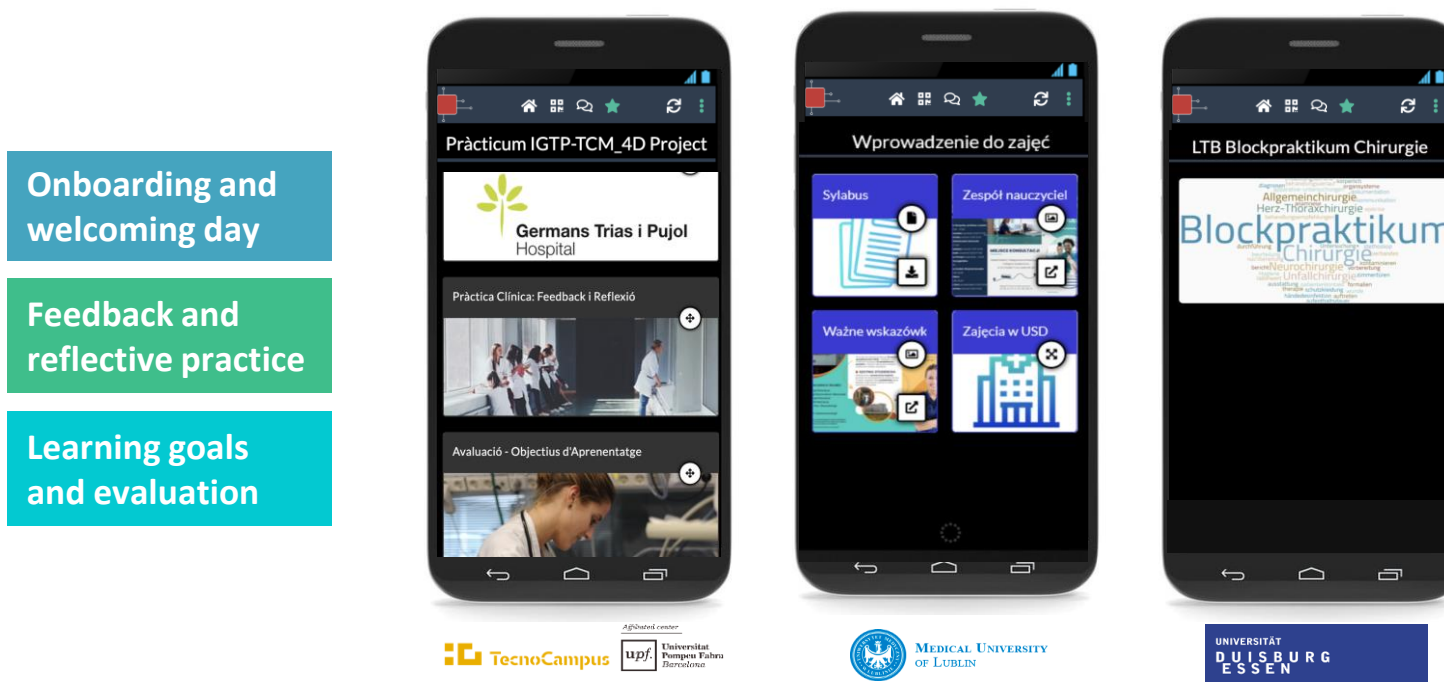 Onboarding and
welcoming day
Feedback and
reflective practice
Learning goals
and evaluation
Pràcticum IGTP-TCM_4D Project
Germans Trias i Pujol
Hospital
Pràctica Clínica: Feedback i Reflexió
Avaluació - Objectius d'Aprenentatge
TecnoCampus
Affiliated center
upf.
Universitat
Pompeu Fabra
Barcelona
Wprowadzenie do zajęć
Sylabus
Zespół nauczyciel
MIEJSCE KONSULTACJI
Ważne wskazówk
Zajęcia w USD
MEDICAL UNIVERSITY
OF LUBLIN
LTB Blockpraktikum Chirurgie
Allgemeinchirurgie
Herz-Thoraxchirurgie
Blockpraktikum
Chirurgie
Neurochirurgie
Unfallchirurgie
UNIVERSITÄT
DUISBURG
ESSEN